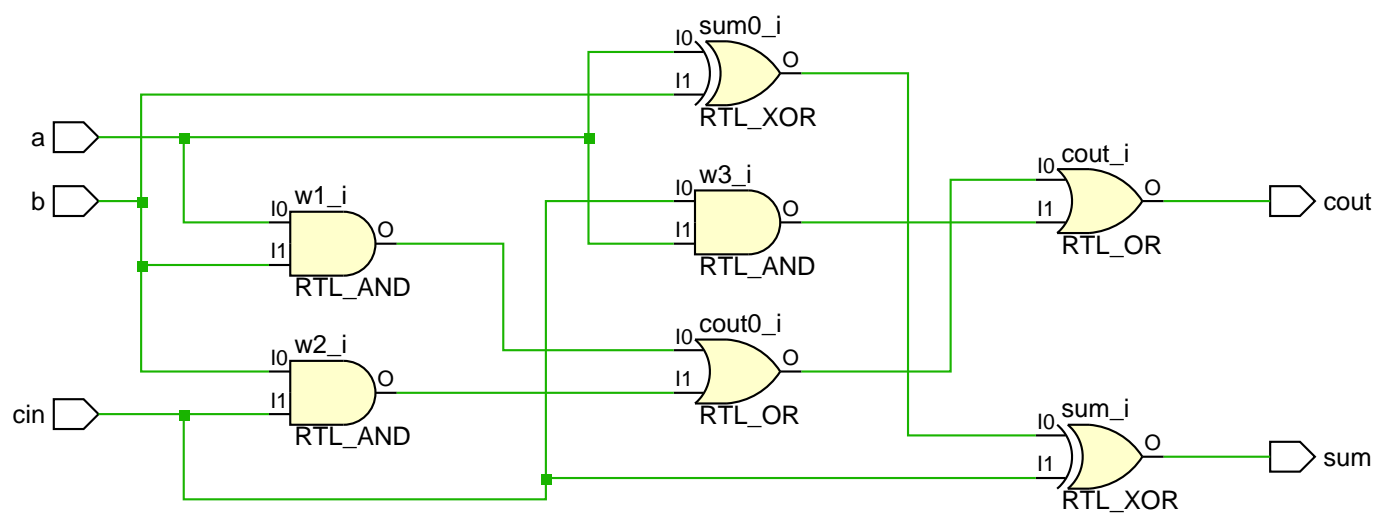 sum0_i
I0
O
I1
RTL_XOR
a
b
w1_i
I0
O
I1
RTL_AND
w3_i
I0
O
I1
RTL_AND
cout_i
I0
O
I1
RTL_OR
cout
w2_i
I0
O
I1
RTL_AND
cin
cout0_i
I0
O
I1
RTL_OR
sum_i
I0
O
I1
RTL_XOR
sum